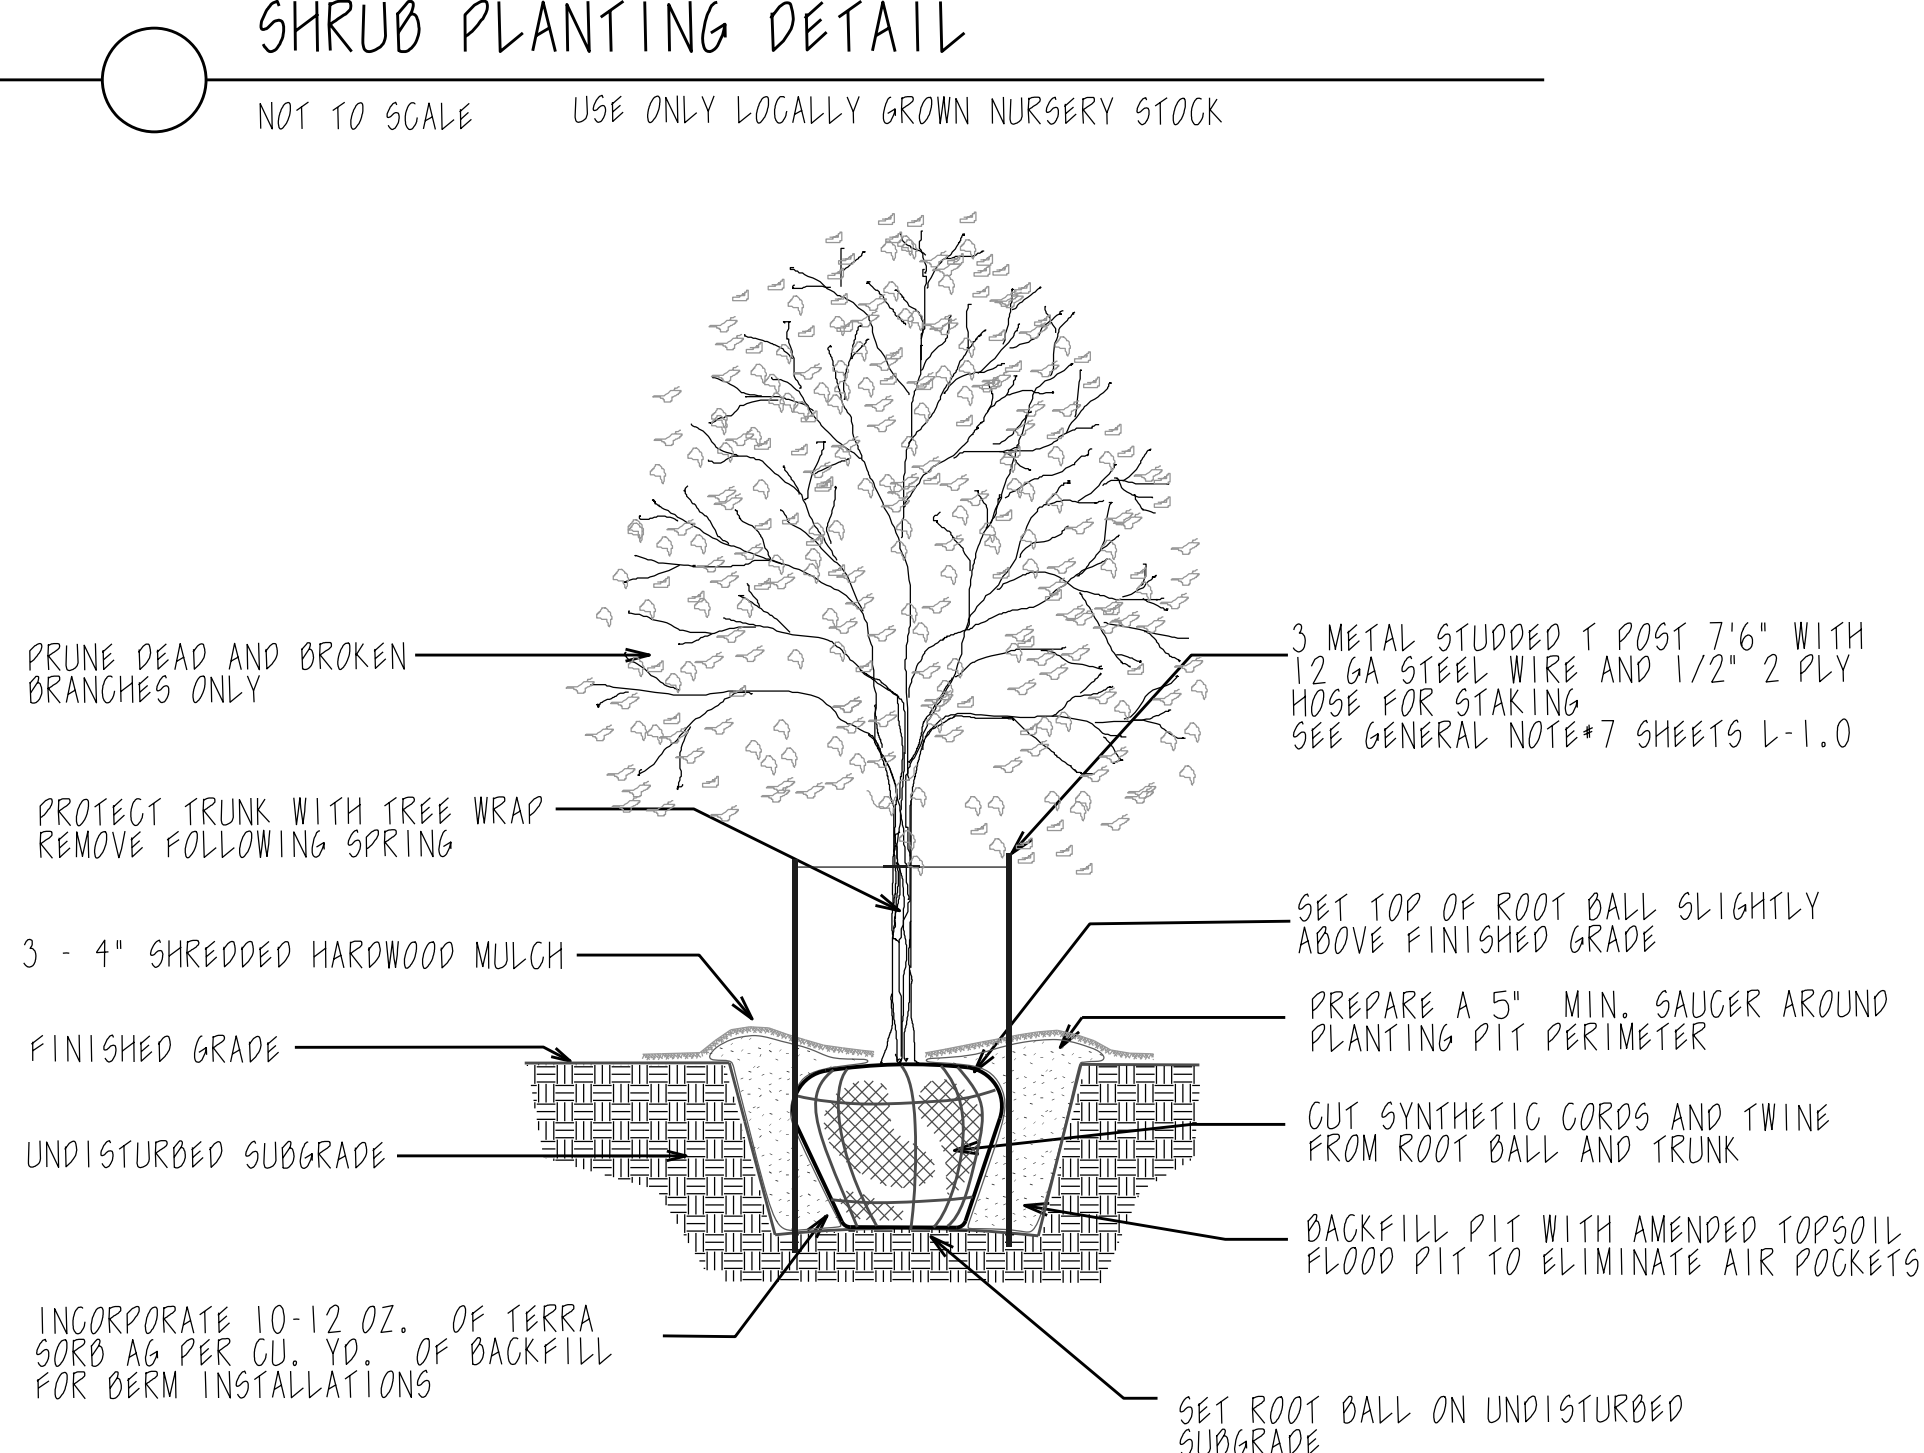 SHRUB PLANTING DETAIL
NOT TO SCALE
USE ONLY LOCALLY GROWN NURSERY STOCK
PRUNE DEAD AND BROKEN
BRANCHES ONLY
PROTECT TRUNK WITH TREE WRAP
REMOVE FOLLOWING SPRING
3 - 4" SHREDDED HARDWOOD MULCH
FINISHED GRADE
UNDISTURBED SUBGRADE
INCORPORATE 10-12 OZ. OF TERRA
SORB AG PER CU. YD. OF BACKFILL
FOR BERM INSTALLATIONS
3 METAL STUDDED T POST 7'6" WITH
12 GA STEEL WIRE AND 1/2" 2 PLY
HOSE FOR STAKING
SEE GENERAL NOTE#7 SHEETS L-1.0
SET TOP OF ROOT BALL SLIGHTLY
ABOVE FINISHED GRADE
PREPARE A 5" MIN. SAUCER AROUND
PLANTING PIT PERIMETER
CUT SYNTHETIC CORDS AND TWINE
FROM ROOT BALL AND TRUNK
BACKFILL PIT WITH AMENDED TOPSOIL
FLOOD PIT TO ELIMINATE AIR POCKETS
SET ROOT BALL ON UNDISTURBED
SUBGRADE